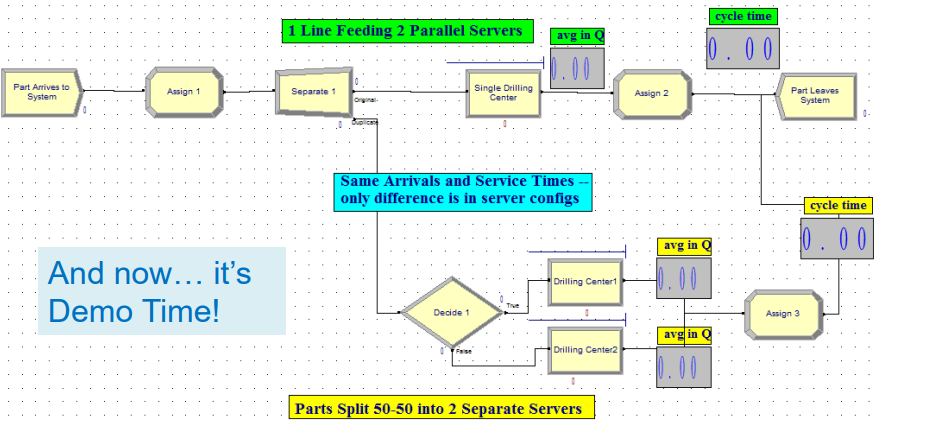 cycle time
1 Line Feeding 2 Parallel Servers
avg in Q
0.00
0.00
Part Arrives to
System
0
Assign 1
Separate 1
0
Original
0
Duplicate
Single Drilling
Center
0
Assign 2
Part Leaves
System
0
Same Arrivals and Service Times --
only difference is in server configs
cycle time
0.00
And now… it's
Demo Time!
avg in Q
0.00
Drilling Center1
0
Decide 1
0
True
0
False
avg in Q
0.00
Drilling Center2
0
Assign 3
Parts Split 50-50 into 2 Separate Servers